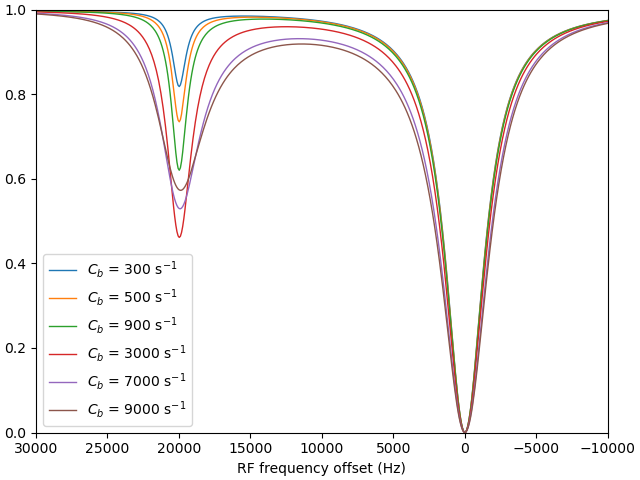 1.0
0.8
0.6
0.4
0.2
0.0
C_b = 300 s⁻¹
C_b = 500 s⁻¹
C_b = 900 s⁻¹
C_b = 3000 s⁻¹
C_b = 7000 s⁻¹
C_b = 9000 s⁻¹
30000 25000 20000 15000 10000 5000 0 −5000 −10000
RF frequency offset (Hz)